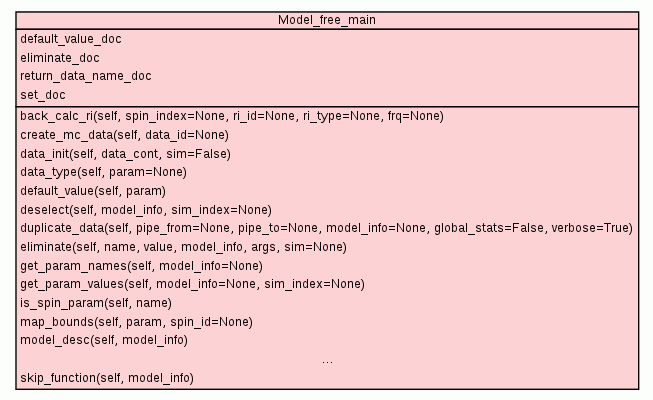 Model_free_main
default_value_doc
eliminate_doc
return_data_name_doc
set_doc
back_calc_ri(self, spin_index=None, ri_id=None, ri_type=None, frq=None)
create_mc_data(self, data_id=None)
data_init(self, data_cont, sim=False)
data_type(self, param=None)
default_value(self, param)
deselect(self, model_info, sim_index=None)
duplicate_data(self, pipe_from=None, pipe_to=None, model_info=None, global_stats=False, verbose=True)
eliminate(self, name, value, model_info, args, sim=None)
get_param_names(self, model_info=None)
get_param_values(self, model_info=None, sim_index=None)
is_spin_param(self, name)
map_bounds(self, param, spin_id=None)
model_desc(self, model_info)
...
skip_function(self, model_info)